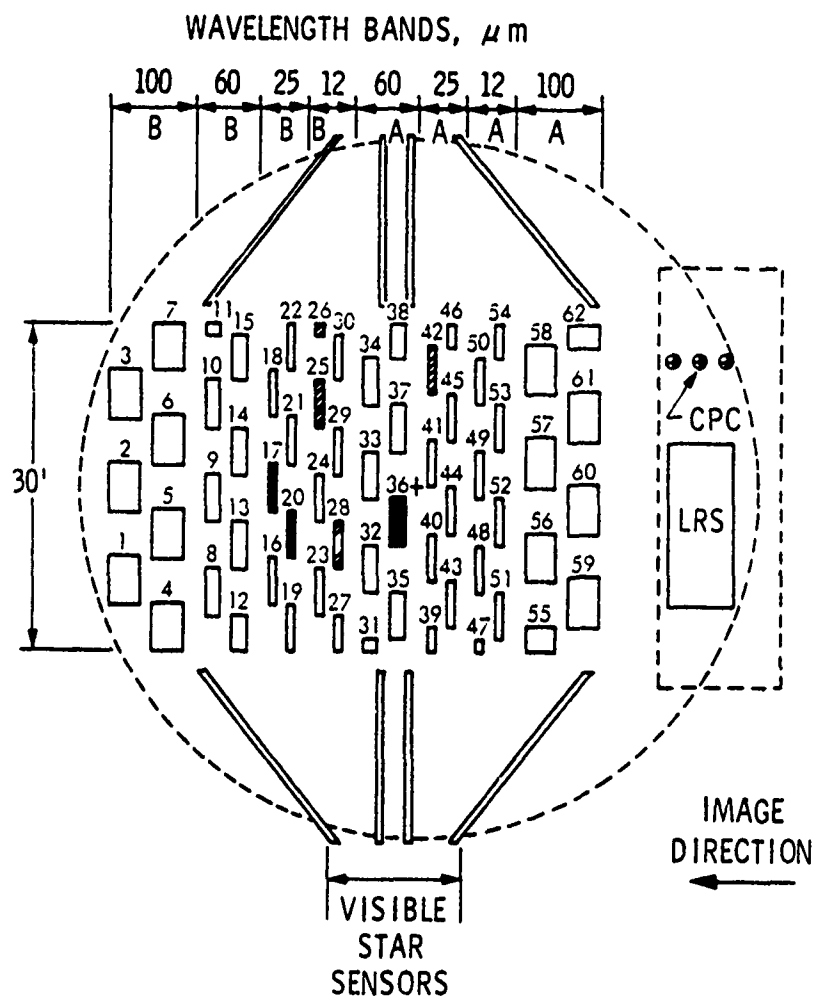 WAVELENGTH BANDS, μm
100 60 25 12 60 25 12 100
B B B B A A A A
11 22 26 30 38 46 54 62
7 15 42
34 50 58
3 18 25
10 37 45 53 61
6 21 29
14 41 57
33 49
2 17 24
9 36 44 60
5 20 28 52
13 40 56
32 48
1 16 23
8 43 51 59
4 19 27 35
12 31 39 47 55
30'
CPC
LRS
IMAGE
DIRECTION
VISIBLE
STAR
SENSORS